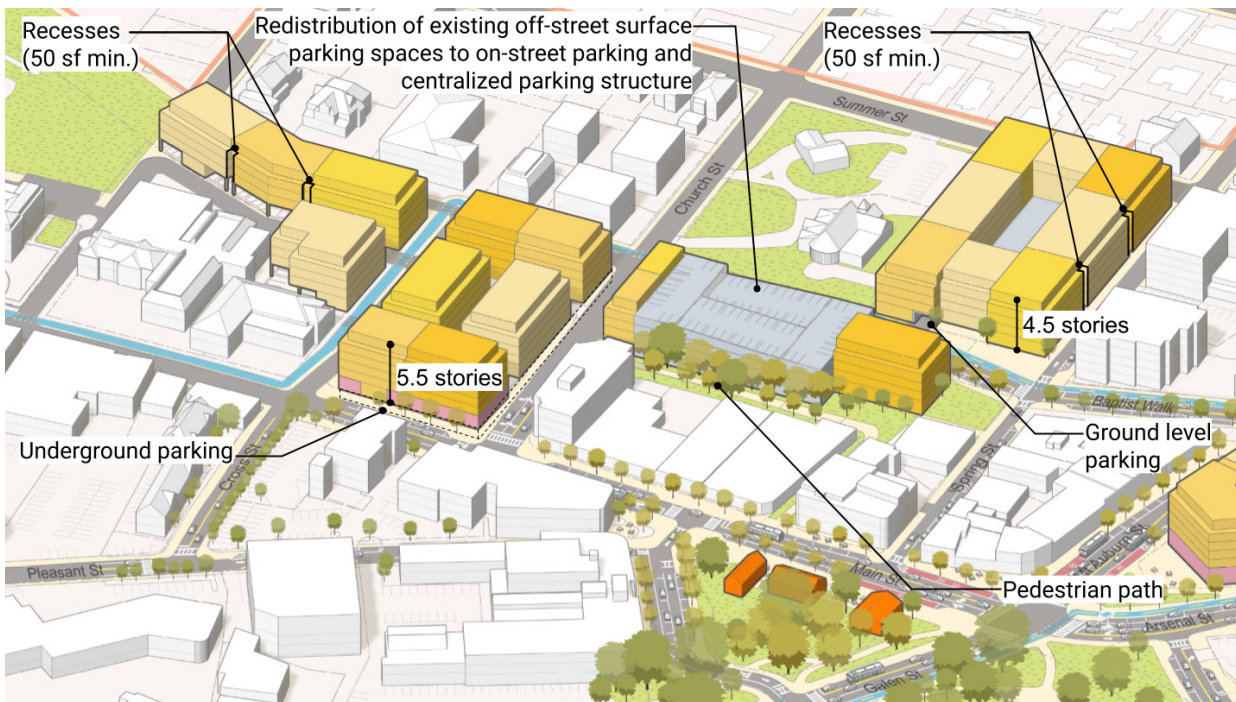 Recesses
(50 sf min.)
Redistribution of existing off-street surface
parking spaces to on-street parking and
centralized parking structure
Recesses
(50 sf min.)
Summer St
Church St
4.5 stories
5.5 stories
Baptist Walk
Underground parking
Ground level
parking
Cross St
Spring St
Auburn St
Pleasant St
Main St
Pedestrian path
Arsenal St
Galen St